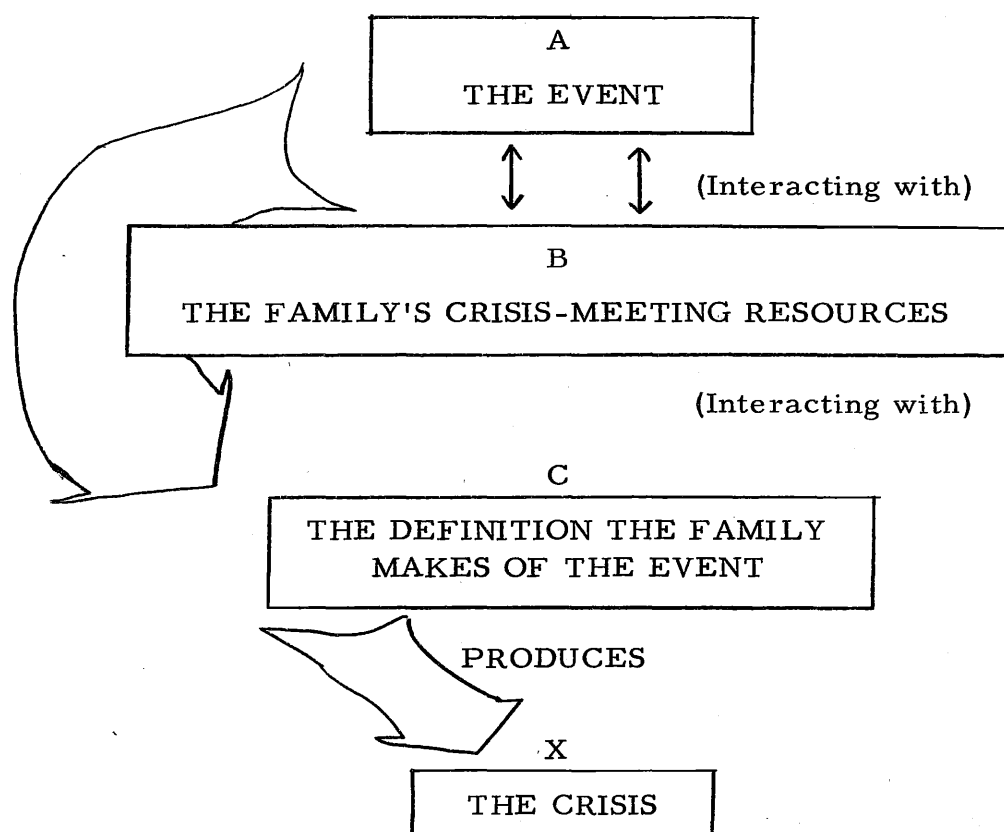 A
THE EVENT
(Interacting with)
B
THE FAMILY'S CRISIS-MEETING RESOURCES
(Interacting with)
C
THE DEFINITION THE FAMILY
MAKES OF THE EVENT
PRODUCES
X
THE CRISIS